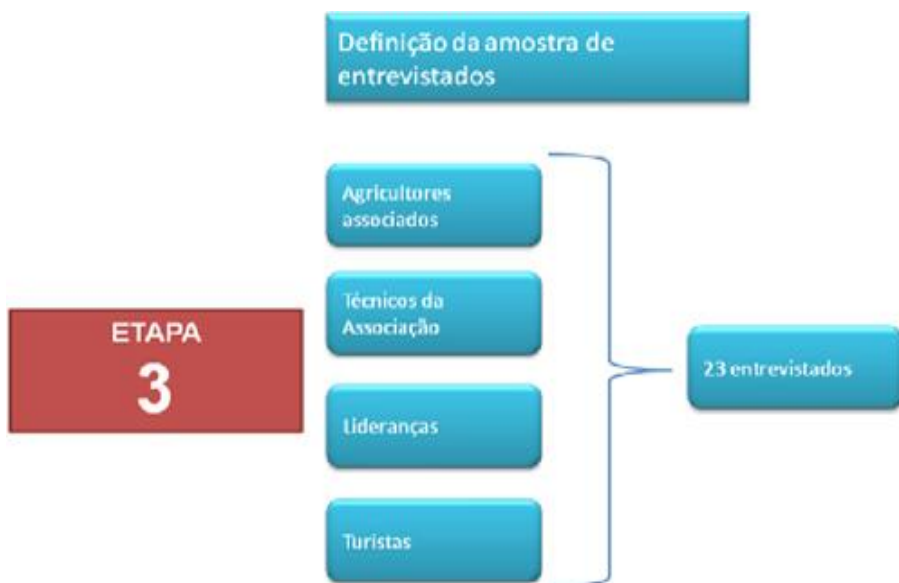 Definição da amostra de
entrevistados
Agricultores
associados
Técnicos da
Associação
ETAPA
3
23 entrevistados
Lideranças
Turistas